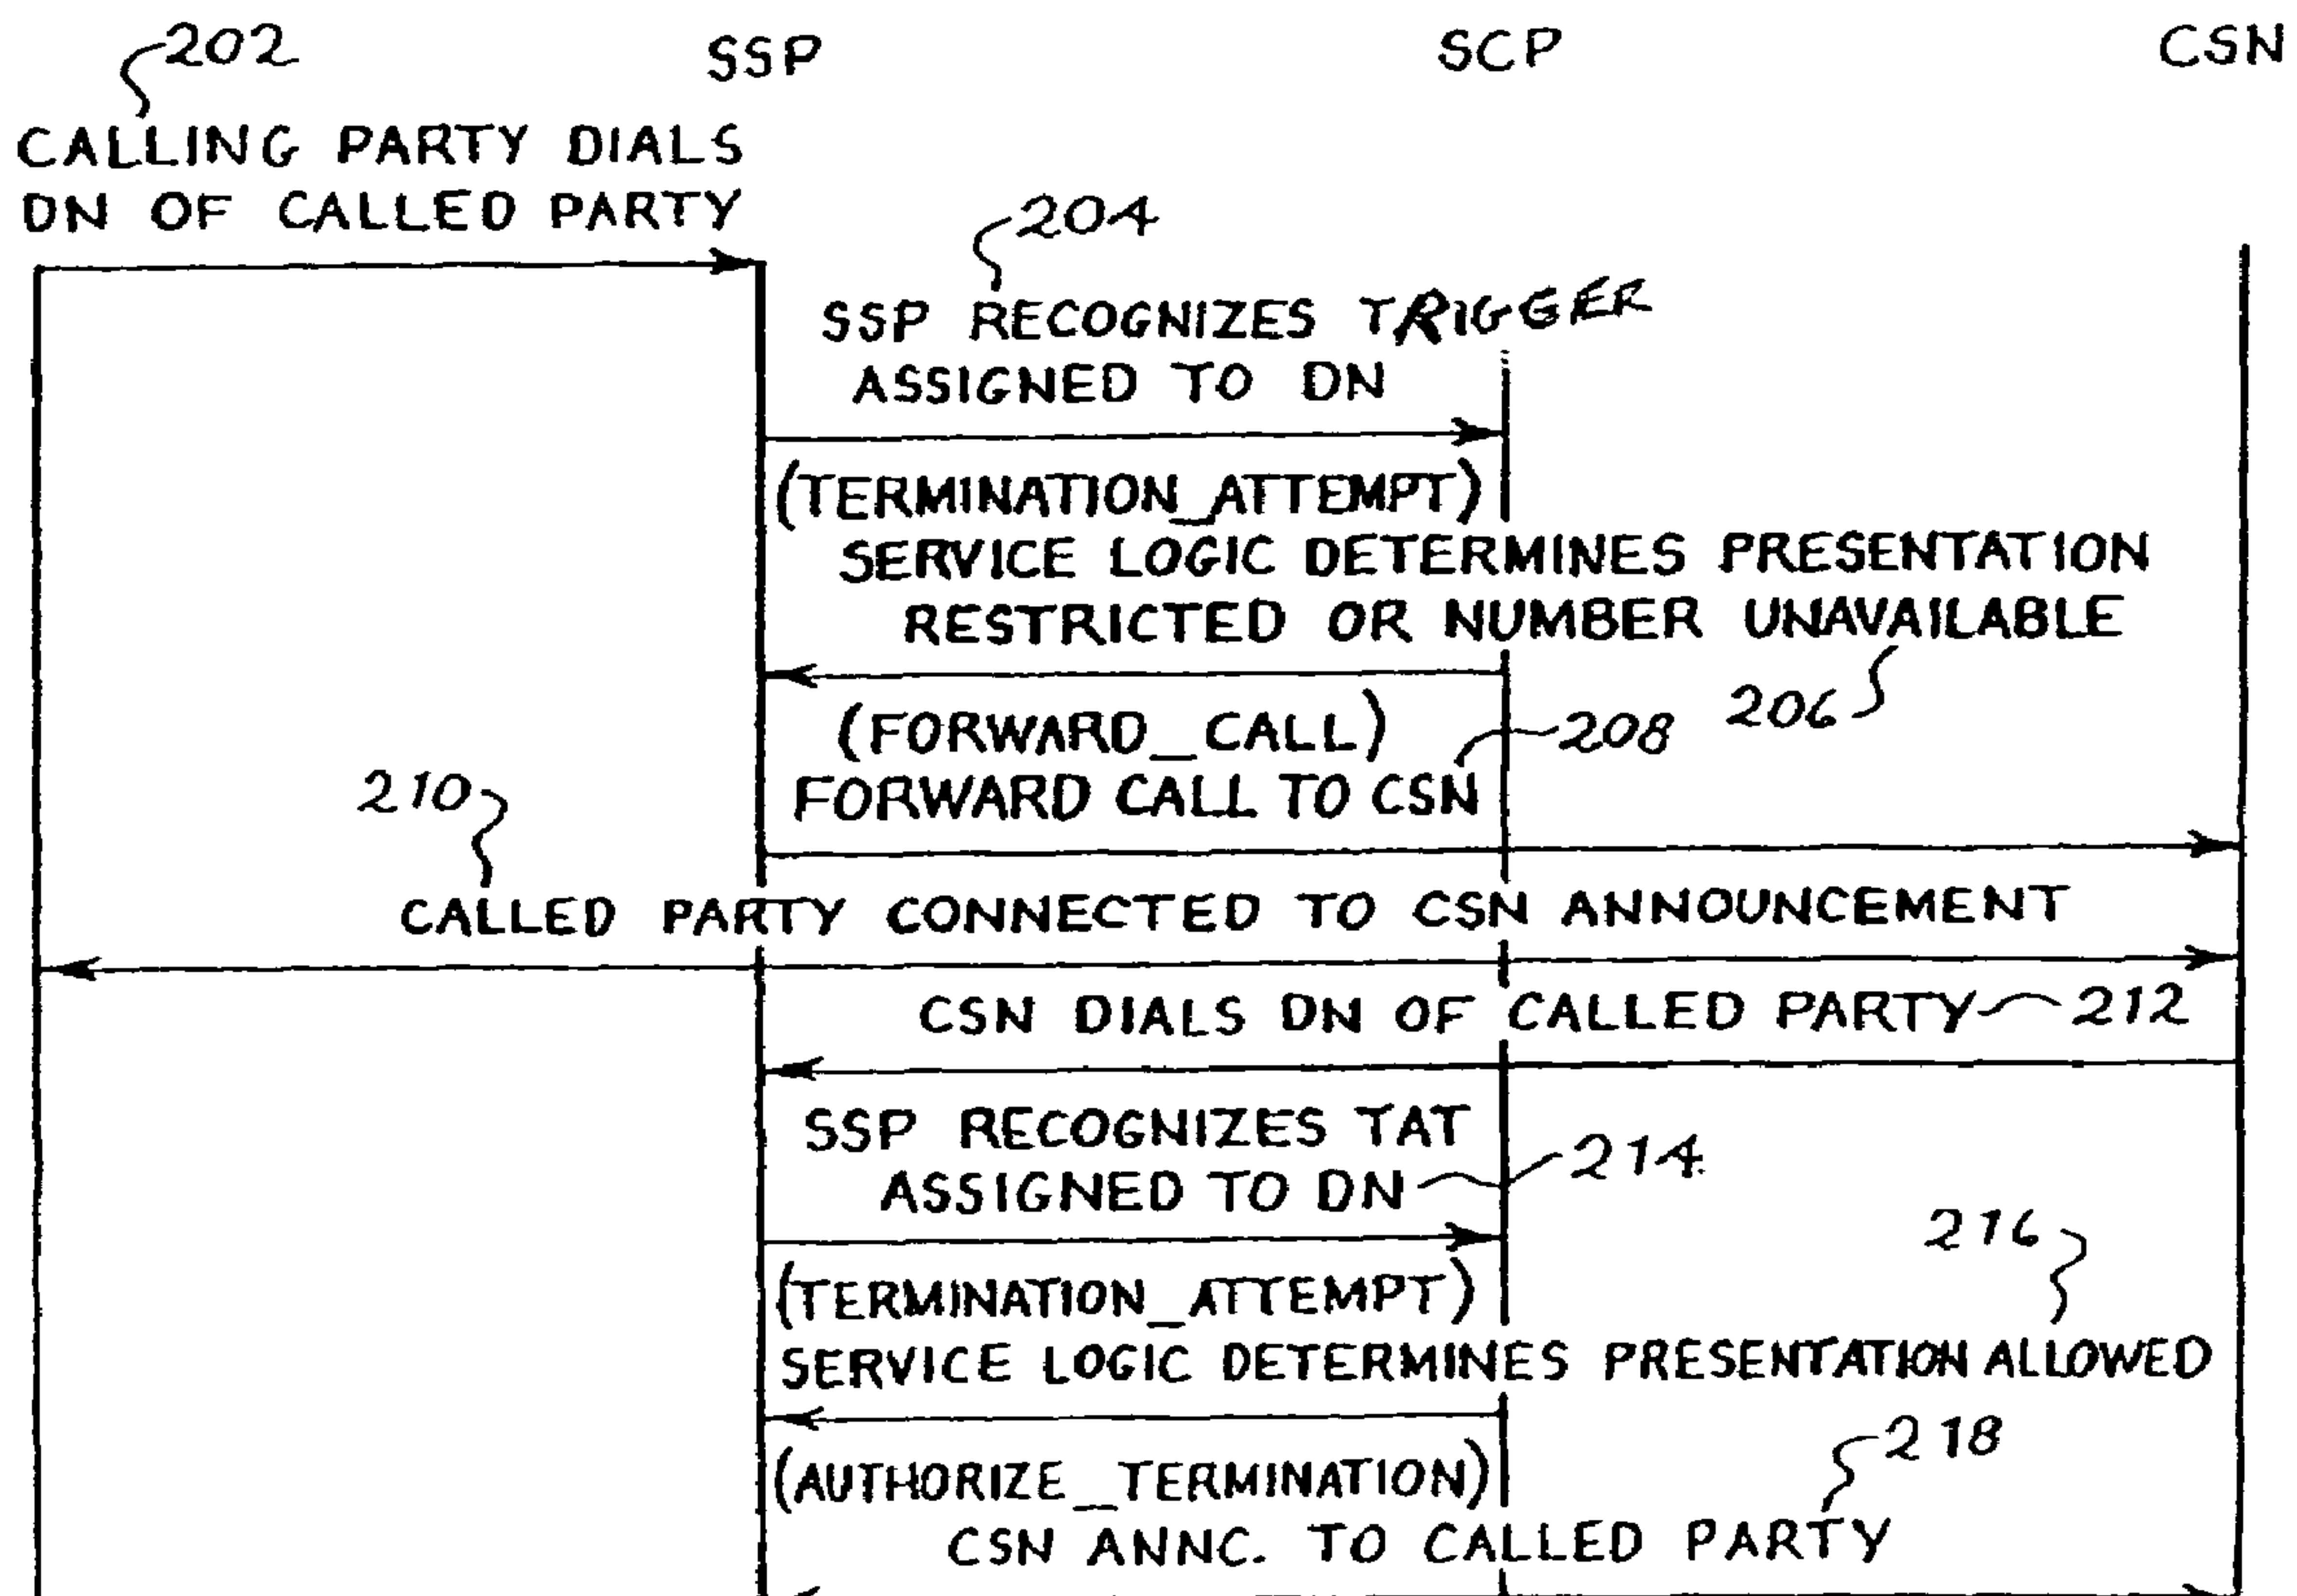 202 SSP SCP CSN
CALLING PARTY DIALS
DN OF CALLED PARTY
204
SSP RECOGNIZES TRIGGER
ASSIGNED TO DN
(TERMINATION_ATTEMPT)
SERVICE LOGIC DETERMINES PRESENTATION
RESTRICTED OR NUMBER UNAVAILABLE
206
(FORWARD_CALL) 208
FORWARD CALL TO CSN
210
CALLED PARTY CONNECTED TO CSN ANNOUNCEMENT
CSN DIALS DN OF CALLED PARTY 212
SSP RECOGNIZES TAT
ASSIGNED TO DN 214
216
(TERMINATION_ATTEMPT)
SERVICE LOGIC DETERMINES PRESENTATION ALLOWED
218
(AUTHORIZE_TERMINATION)
CSN ANNC. TO CALLED PARTY